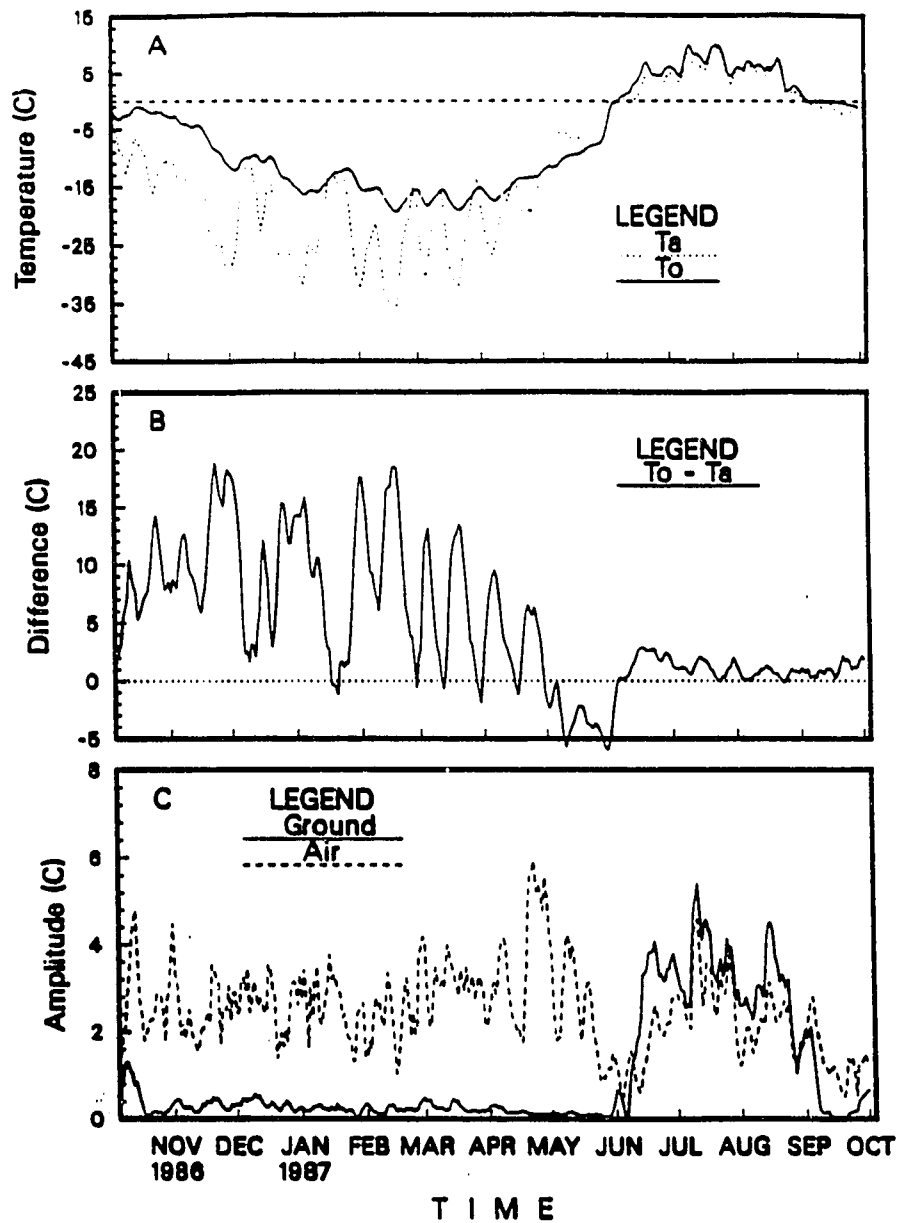 A
15
5
-5
-15
-25
-35
-45
Temperature (C)
LEGEND
Ta
To
B
25
20
15
10
5
0
-5
Difference (C)
LEGEND
To - Ta
C
8
6
4
2
0
Amplitude (C)
LEGEND
Ground
Air
NOV DEC JAN FEB MAR APR MAY JUN JUL AUG SEP OCT
1986 1987
TIME